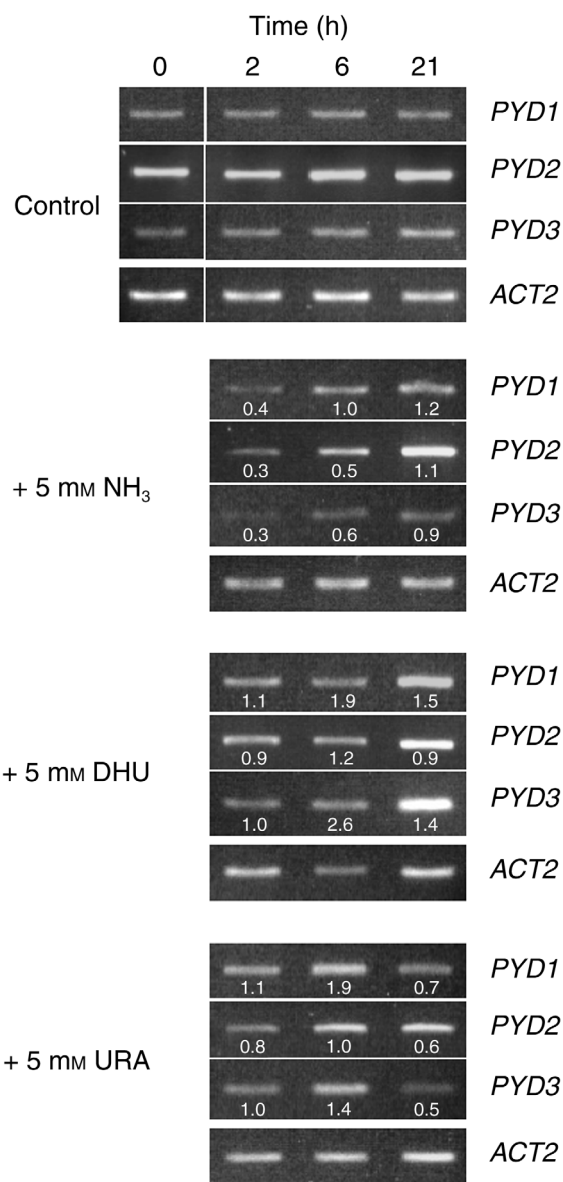 Time (h)
0 2 6 21
PYD1
PYD2
Control
PYD3
ACT2
PYD1
0.4 1.0 1.2
PYD2
0.3 0.5 1.1
+ 5 mM NH₃
PYD3
0.3 0.6 0.9
ACT2
PYD1
1.1 1.9 1.5
PYD2
0.9 1.2 0.9
+ 5 mM DHU
PYD3
1.0 2.6 1.4
ACT2
PYD1
1.1 1.9 0.7
PYD2
0.8 1.0 0.6
+ 5 mM URA
PYD3
1.0 1.4 0.5
ACT2